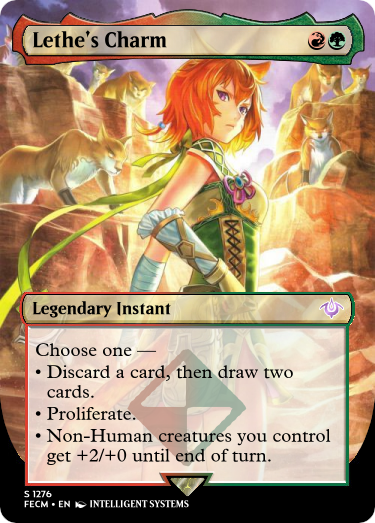 Lethe's Charm
Legendary Instant
Choose one —
• Discard a card, then draw two
cards.
• Proliferate.
• Non-Human creatures you control
get +2/+0 until end of turn.
S 1276
FECM • EN INTELLIGENT SYSTEMS